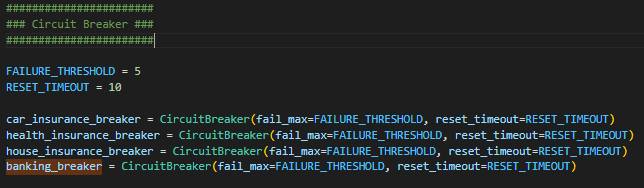 #######################
### Circuit Breaker ###
#######################
FAILURE_THRESHOLD = 5
RESET_TIMEOUT = 10
car_insurance_breaker = CircuitBreaker(fail_max=FAILURE_THRESHOLD, reset_timeout=RESET_TIMEOUT)
health_insurance_breaker = CircuitBreaker(fail_max=FAILURE_THRESHOLD, reset_timeout=RESET_TIMEOUT)
house_insurance_breaker = CircuitBreaker(fail_max=FAILURE_THRESHOLD, reset_timeout=RESET_TIMEOUT)
banking_breaker = CircuitBreaker(fail_max=FAILURE_THRESHOLD, reset_timeout=RESET_TIMEOUT)